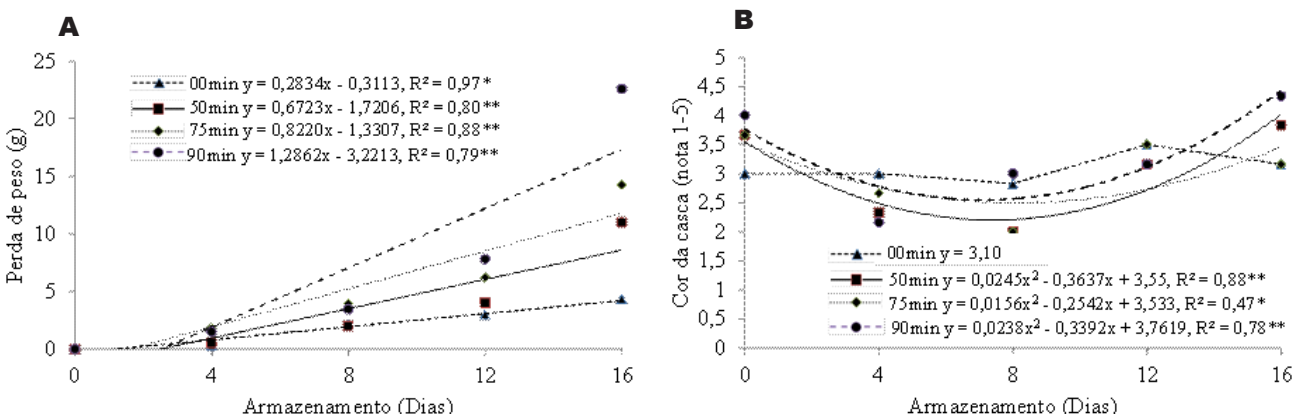 A
Perda de peso (g)
25
20
15
10
5
0
00min y = 0,2834x - 0,3113, R² = 0,97*
50min y = 0,6723x - 1,7206, R² = 0,80**
75min y = 0,8220x - 1,3307, R² = 0,88**
90min y = 1,2862x - 3,2213, R² = 0,79**
0 4 8 12 16
Armazenamento (Dias)
B
Cor da casca (nota 1-5)
5
4,5
4
3,5
3
2,5
2
1,5
1
0,5
0
00min y = 3,10
50min y = 0,0245x² - 0,3637x + 3,55, R² = 0,88**
75min y = 0,0156x² - 0,2542x + 3,533, R² = 0,47*
90min y = 0,0238x² - 0,3392x + 3,7619, R² = 0,78**
0 4 8 12 16
Armazenamento (Dias)